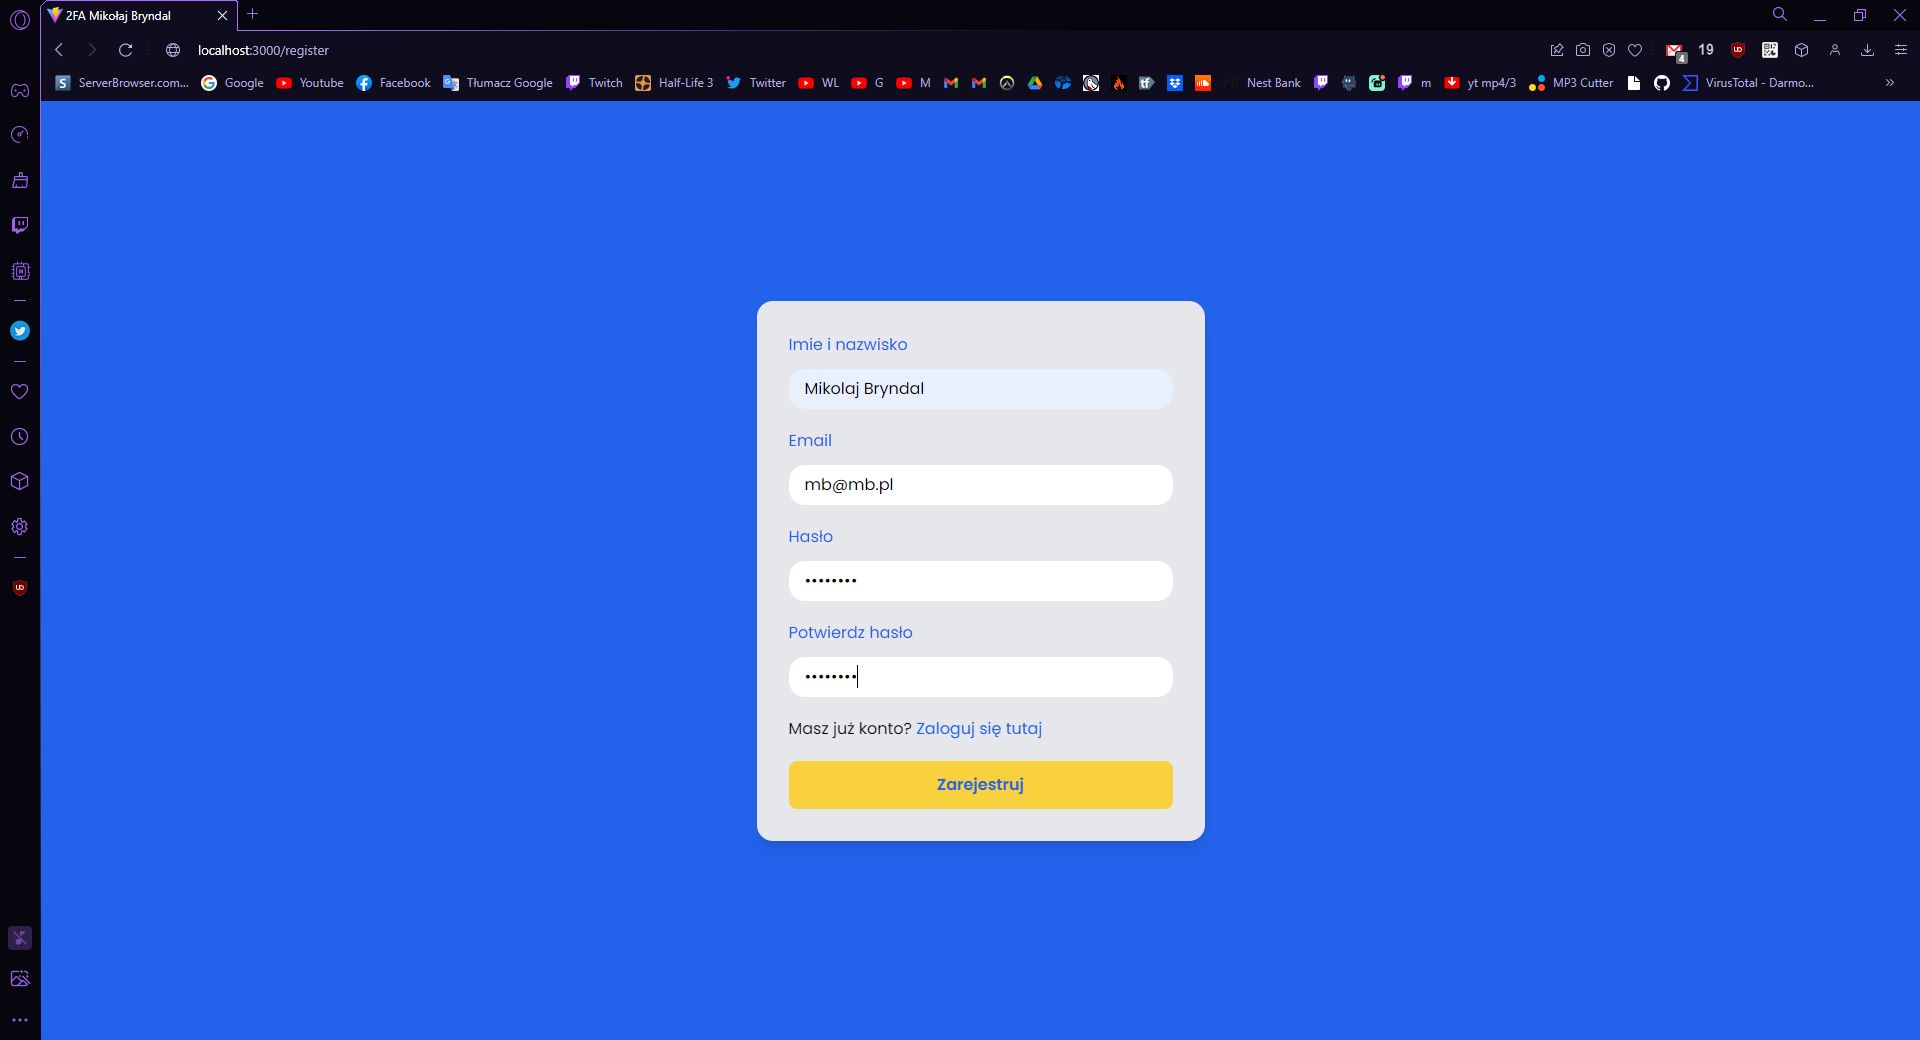 2FA Mikołaj Bryndal
localhost:3000/register
4
19
ServerBrowser.com... Google Youtube Facebook Tłumacz Google Twitch Half-Life 3 Twitter WL G M Nest Bank m yt mp4/3 MP3 Cutter VirusTotal - Darmo...
Imie i nazwisko
Mikolaj Bryndal
Email
mb@mb.pl
Hasło
••••••••
Potwierdz hasło
••••••••
Masz już konto? Zaloguj się tutaj
Zarejestruj